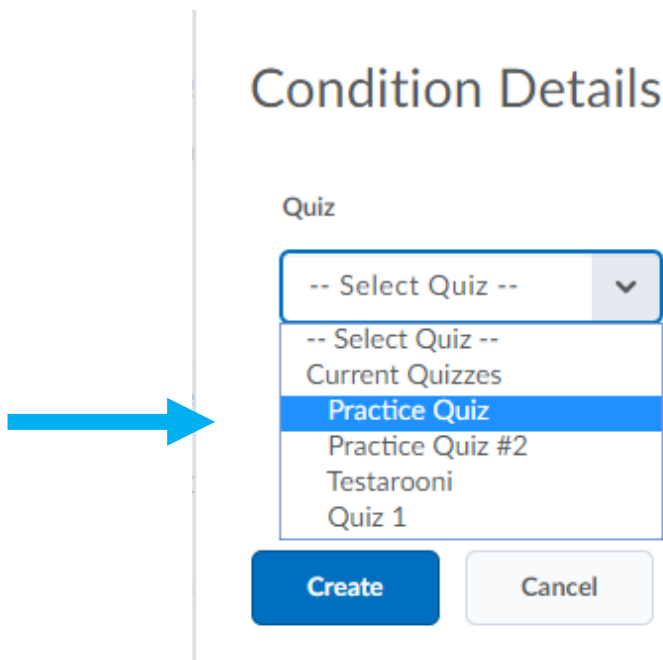 Condition Details
Quiz
-- Select Quiz --
-- Select Quiz --
Current Quizzes
Practice Quiz
Practice Quiz #2
Testarooni
Quiz 1
Create Cancel